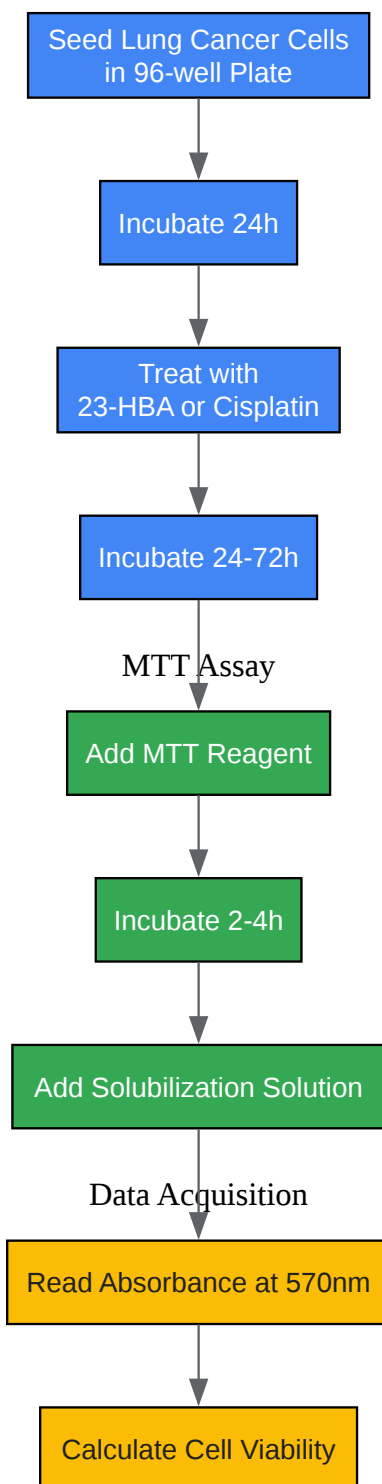 Seed Lung Cancer Cells
in 96-well Plate
Incubate 24h
Treat with
23-HBA or Cisplatin
Incubate 24-72h
MTT Assay
Add MTT Reagent
Incubate 2-4h
Add Solubilization Solution
Data Acquisition
Read Absorbance at 570nm
Calculate Cell Viability